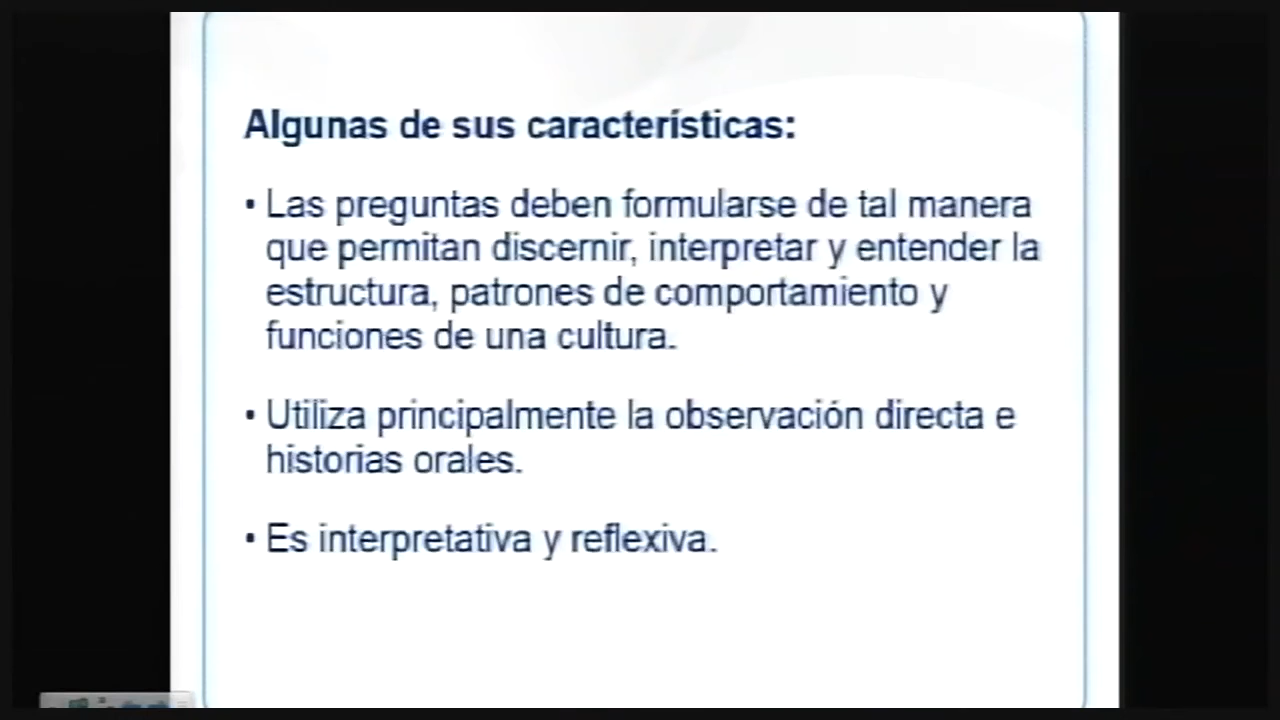 Algunas de sus características:
• Las preguntas deben formularse de tal manera
que permitan discernir, interpretar y entender la
estructura, patrones de comportamiento y
funciones de una cultura.
• Utiliza principalmente la observación directa e
historias orales.
• Es interpretativa y reflexiva.